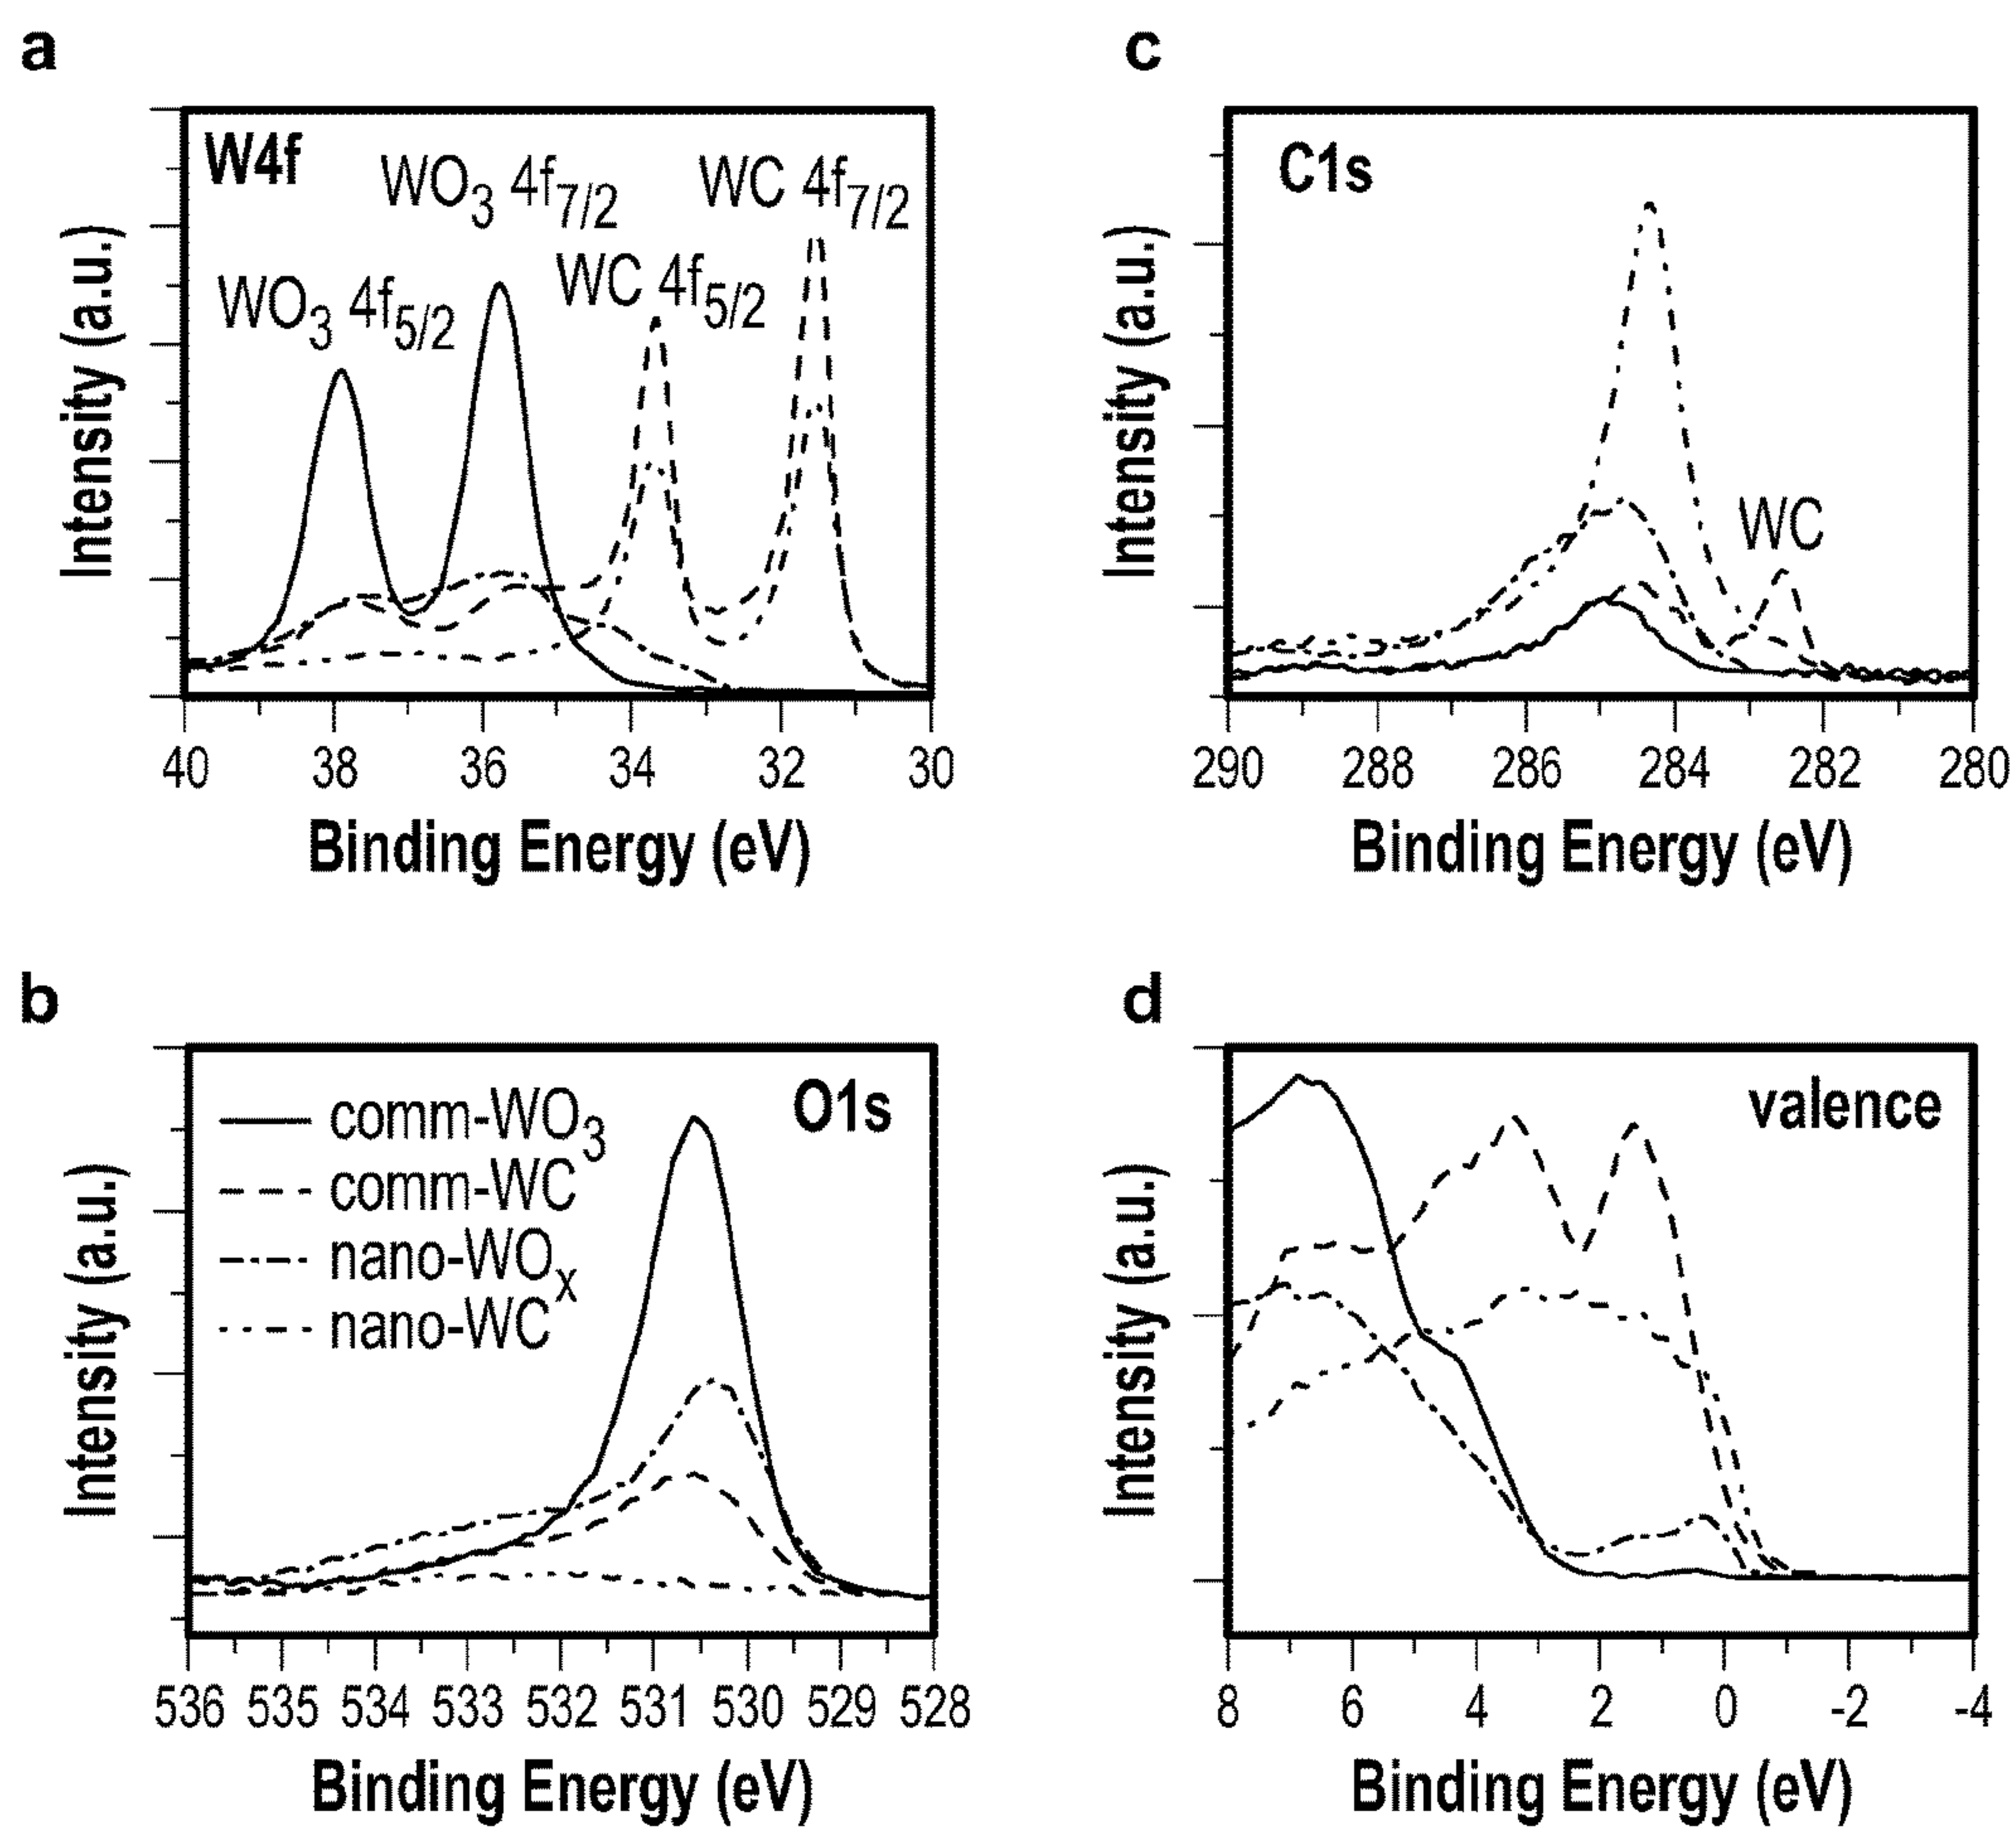 a
W4f
WO3 4f7/2
WC 4f7/2
WO3 4f5/2
WC 4f5/2
Intensity (a.u.)
40 38 36 34 32 30
Binding Energy (eV)
c
C1s
WC
Intensity (a.u.)
290 288 286 284 282 280
Binding Energy (eV)
b
O1s
comm-WO3
comm-WC
nano-WOx
nano-WC
Intensity (a.u.)
536 535 534 533 532 531 530 529 528
Binding Energy (eV)
d
valence
Intensity (a.u.)
8 6 4 2 0 -2 -4
Binding Energy (eV)